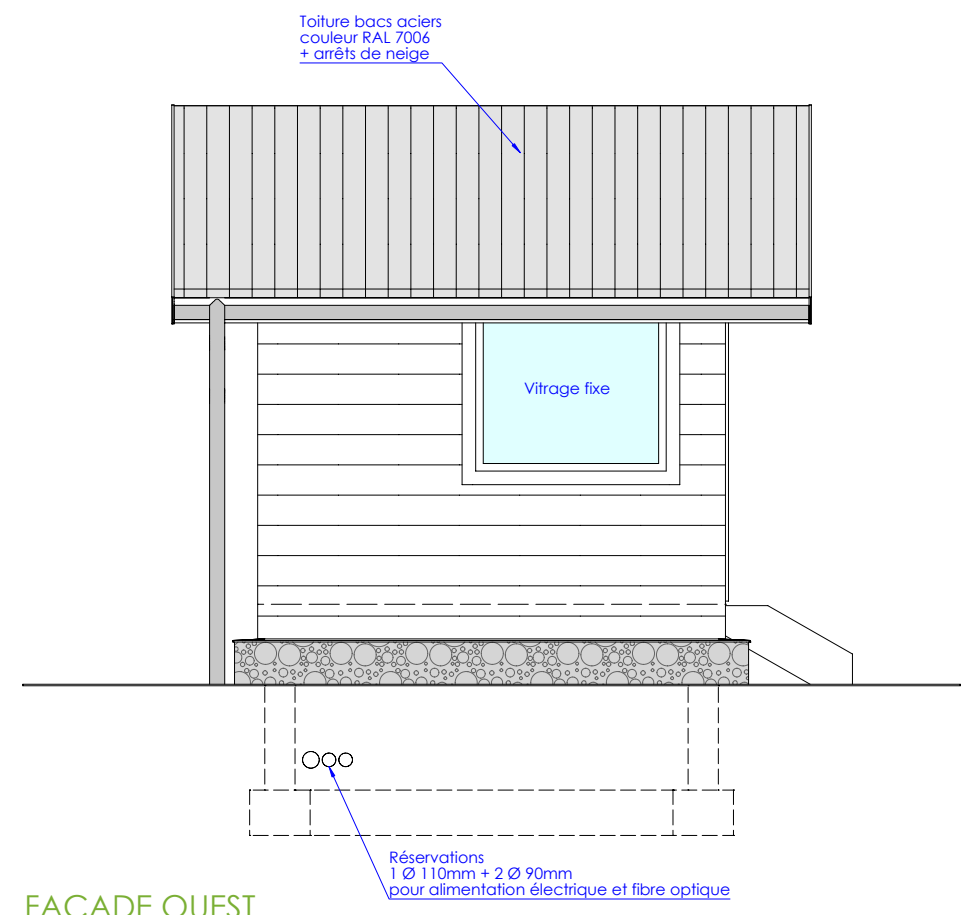 Toiture bacs aciers
couleur RAL 7006
+ arrêts de neige
Vitrage fixe
Réservations
1 Ø 110mm + 2 Ø 90mm
pour alimentation électrique et fibre optique
FACADE OUEST